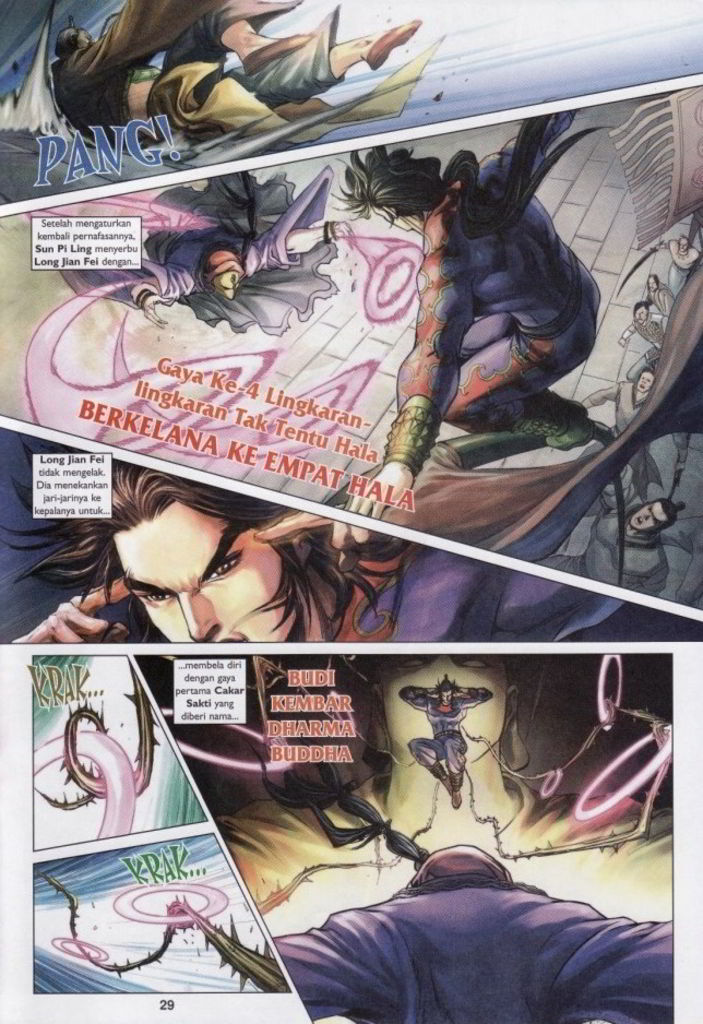 PANG!
Setelah mengaturkan
kembali pernafasannya,
Sun Pi Ling menyerbu
Long Jian Fei dengan...
Gaya Ke-4 Lingkaran-
lingkaran Tak Tentu Hala
BERKELANA KE EMPAT HALA
Long Jian Fei
tidak mengelak.
Dia menekankan
jari-jarinya ke
kepalanya untuk...
KRAK...
...membela diri
dengan gaya
pertama Cakar
Sakti yang
diberi nama...
BUDI
KEMBAR
DHARMA
BUDDHA
KRAK...
29